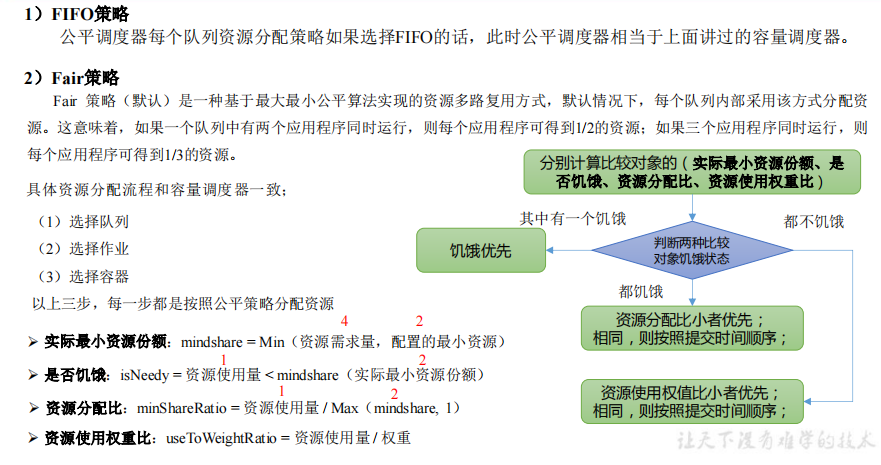 1）FIFO策略
公平调度器每个队列资源分配策略如果选择FIFO的话，此时公平调度器相当于上面讲过的容量调度器。
2）Fair策略
Fair 策略（默认）是一种基于最大最小公平算法实现的资源多路复用方式，默认情况下，每个队列内部采用该方式分配资
源。这意味着，如果一个队列中有两个应用程序同时运行，则每个应用程序可得到1/2的资源；如果三个应用程序同时运行，则
每个应用程序可得到1/3的资源。
具体资源分配流程和容量调度器一致；
（1）选择队列
（2）选择作业
（3）选择容器
以上三步，每一步都是按照公平策略分配资源
4 2
➢ 实际最小资源份额：mindshare = Min（资源需求量，配置的最小资源）
1 2
➢ 是否饥饿：isNeedy = 资源使用量 < mindshare（实际最小资源份额）
1 2
➢ 资源分配比：minShareRatio = 资源使用量 / Max（mindshare, 1）
➢ 资源使用权重比：useToWeightRatio = 资源使用量 / 权重
分别计算比较对象的（实际最小资源份额、是
否饥饿、资源分配比、资源使用权重比）
其中有一个饥饿
都不饥饿
饥饿优先
判断两种比较
对象饥饿状态
都饥饿
资源分配比小者优先；
相同，则按照提交时间顺序；
资源使用权值比小者优先；
相同，则按照提交时间顺序；
让天下没有难学的技术